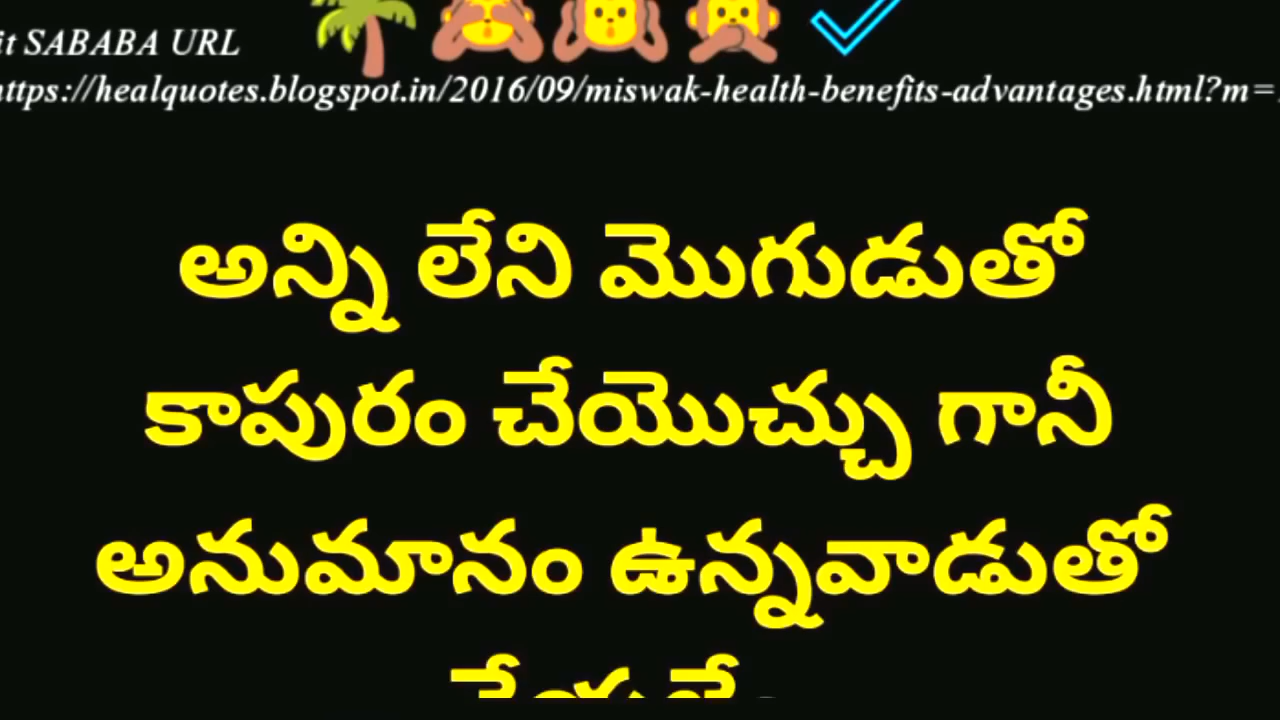 it SABABA URL
https://healquotes.blogspot.in/2016/09/miswak-health-benefits-advantages.html?m=
అన్ని లేని మొగుడుతో
కాపురం చేయొచ్చు గానీ
అనుమానం ఉన్నవాడుతో